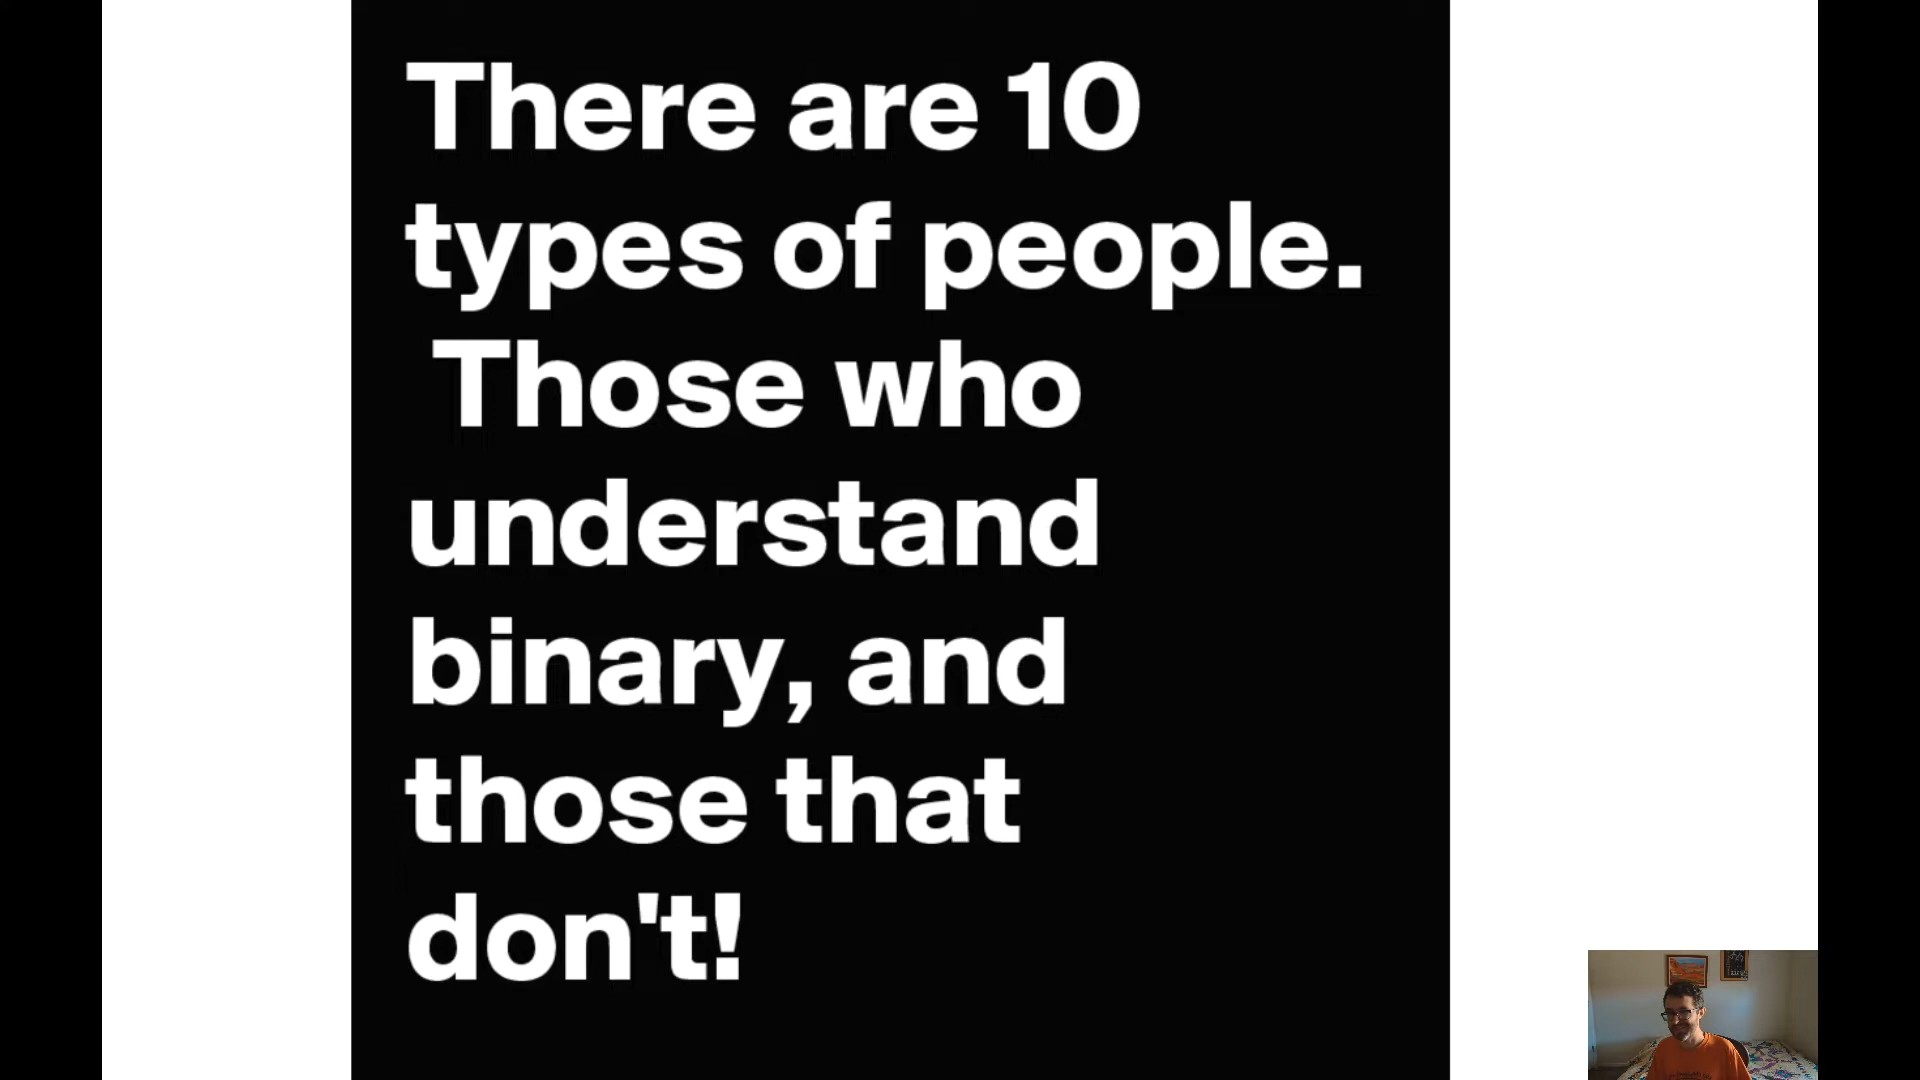 There are 10
types of people.
Those who
understand
binary, and
those that
don't!